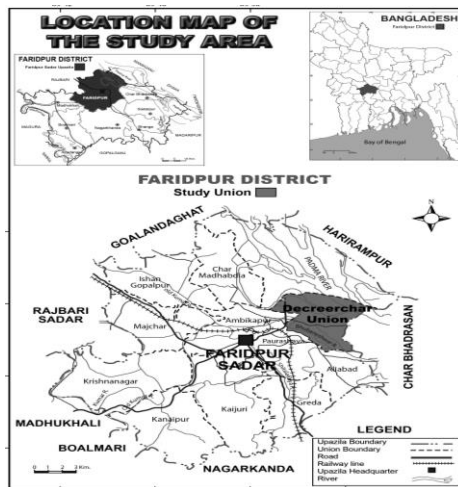 LOCATION MAP OF
THE STUDY AREA
FARIDPUR DISTRICT
Faridpur Sadar Upazila
RAJBARI
FARIDPUR
GOPALGANJ
MADARIPUR
BANGLADESH
Faridpur District
Bay of Bengal
FARIDPUR DISTRICT
Study Union
N
GOALANDAGHAT
HARIRAMPUR
PADMA RIVER
Char
Madhabdia
Ishan
Gopalpur
Decreerchar
Union
RAJBARI
SADAR
Ambikapur
Majchar
Paurashava
FARIDPUR
SADAR
CHAR BHADRASAN
Aliabad
Krishnanagar
Greda
Kaijuri
Kanaipur
MADHUKHALI
BOALMARI
NAGARKANDA
2 3 Km.
LEGEND
Upazila Boundary
Union Boundary
Road
Railway line
Upazila Headquarter
River